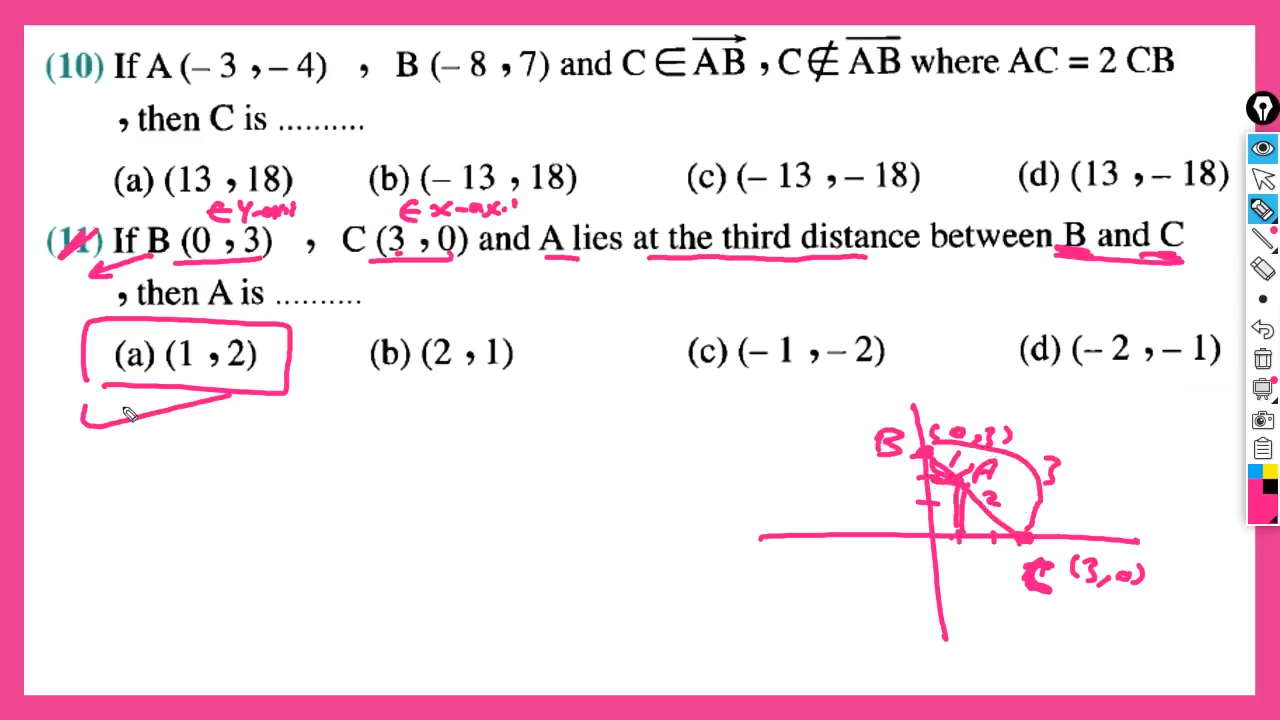 (10) If A (– 3 , – 4) , B (– 8 , 7) and C ∈ AB , C ∉ AB where AC = 2 CB
, then C is ..........
(a) (13 , 18) (b) (– 13 , 18) (c) (– 13 , – 18) (d) (13 , – 18)
∈ y-axis ∈ x-axis
(11) If B (0 , 3) , C (3 , 0) and A lies at the third distance between B and C
, then A is ..........
(a) (1 , 2) (b) (2 , 1) (c) (– 1 , – 2) (d) (– 2 , – 1)
B (0,3)
1 A 3
2
C (3,0)